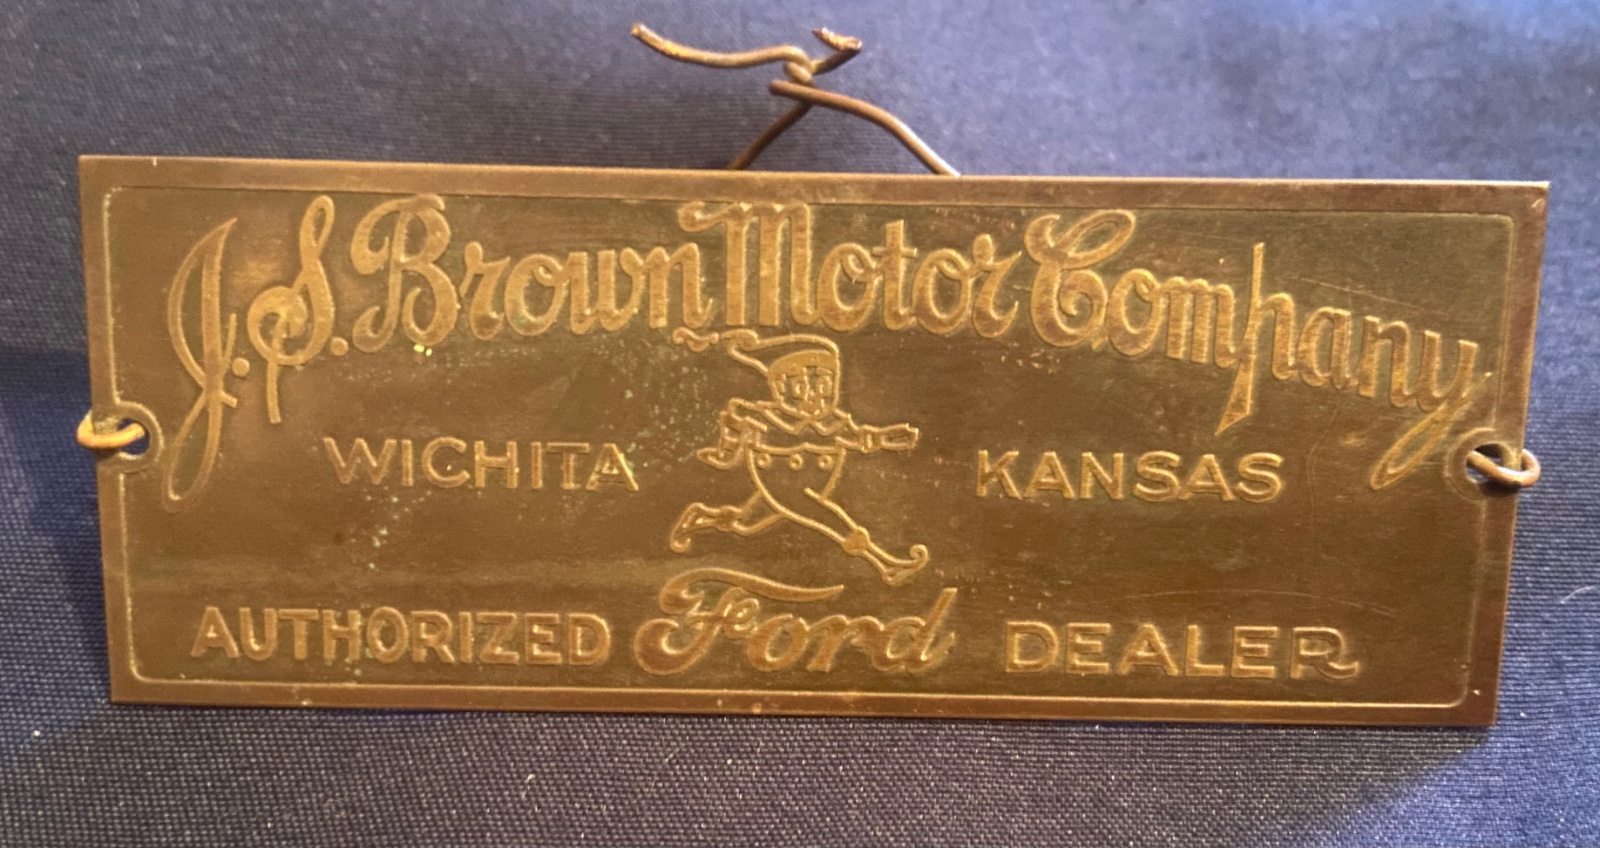 J.S. Brown Motor Company
WICHITA KANSAS
AUTHORIZED Ford DEALER